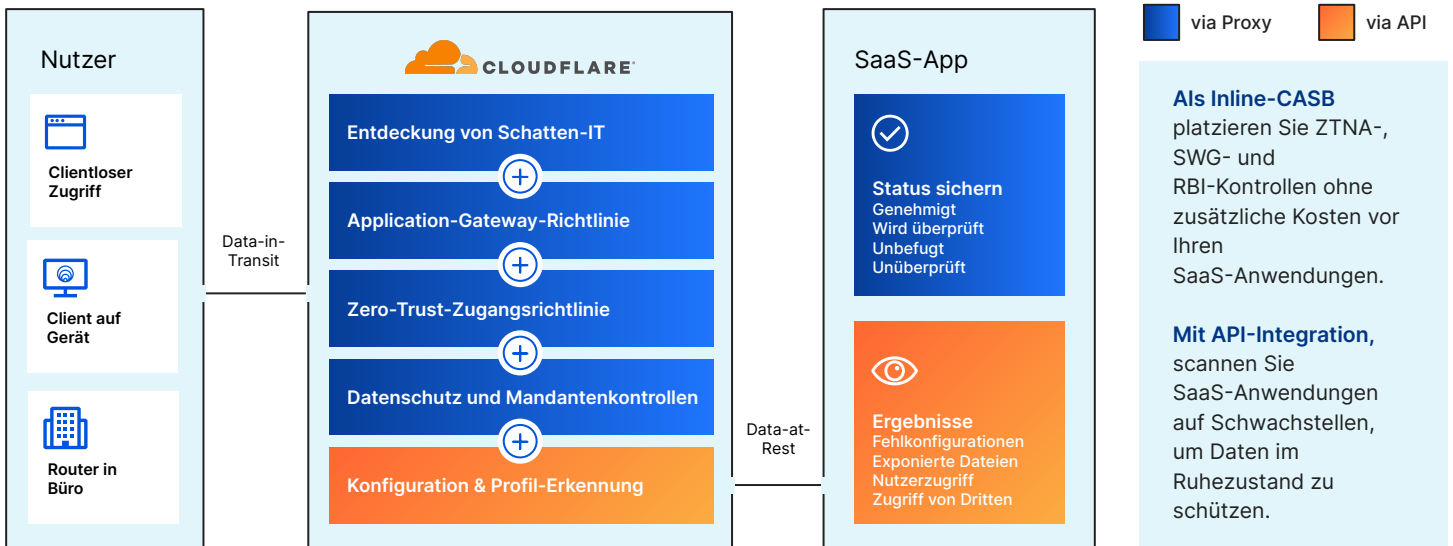 Nutzer
Clientloser
Zugriff
Client auf
Gerät
Router in
Büro
Data-in-
Transit
CLOUDFLARE
Entdeckung von Schatten-IT
Application-Gateway-Richtlinie
Zero-Trust-Zugangsrichtlinie
Datenschutz und Mandantenkontrollen
Konfiguration & Profil-Erkennung
Data-at-
Rest
SaaS-App
Status sichern
Genehmigt
Wird überprüft
Unbefugt
Unüberprüft
Ergebnisse
Fehlkonfigurationen
Exponierte Dateien
Nutzerzugriff
Zugriff von Dritten
via Proxy
via API
Als Inline-CASB
platzieren Sie ZTNA-,
SWG- und
RBI-Kontrollen ohne
zusätzliche Kosten vor
Ihren
SaaS-Anwendungen.
Mit API-Integration,
scannen Sie
SaaS-Anwendungen
auf Schwachstellen,
um Daten im
Ruhezustand zu
schützen.